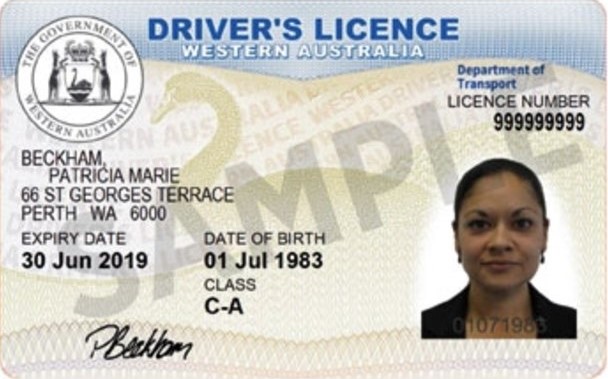 DRIVER'S LICENCE
WESTERN AUSTRALIA
THE GOVERNMENT OF
WESTERN AUSTRALIA
Department of
Transport
LICENCE NUMBER
999999999
BECKHAM,
PATRICIA MARIE
66 ST GEORGES TERRACE
PERTH WA 6000
EXPIRY DATE
30 Jun 2019
DATE OF BIRTH
01 Jul 1983
CLASS
C-A
SAMPLE
PBeckham
01071983